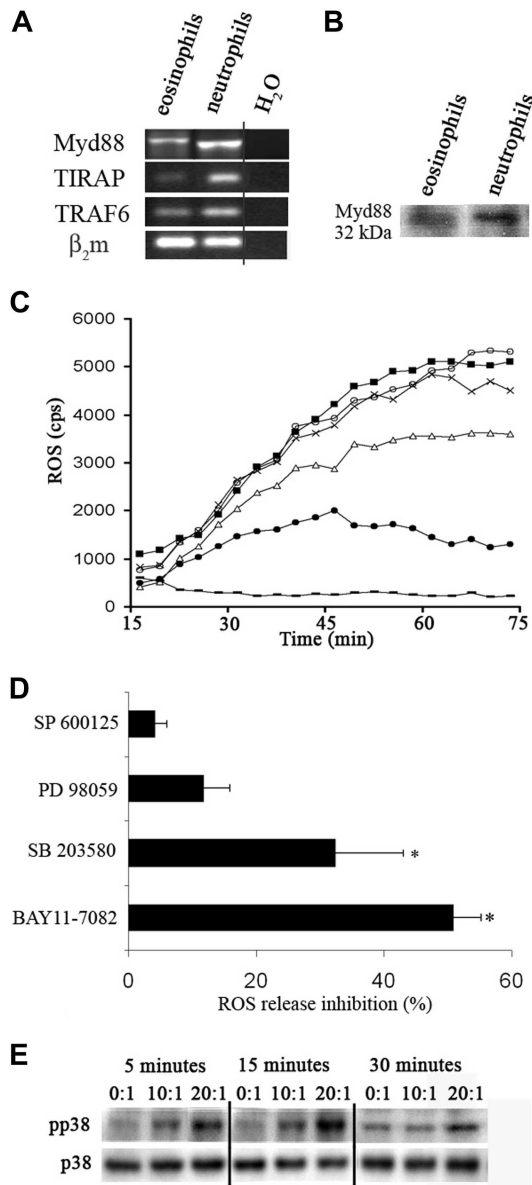 A
eosinophils neutrophils H2O
Myd88
TIRAP
TRAF6
β2m
B
eosinophils neutrophils
Myd88
32 kDa
C
6000
5000
4000
3000
2000
1000
0
ROS (cps)
15 30 45 60 75
Time (min)
D
SP 600125
PD 98059
SB 203580 *
BAY11-7082 *
0 20 40 60
ROS release inhibition (%)
E
5 minutes 15 minutes 30 minutes
0:1 10:1 20:1 0:1 10:1 20:1 0:1 10:1 20:1
pp38
p38